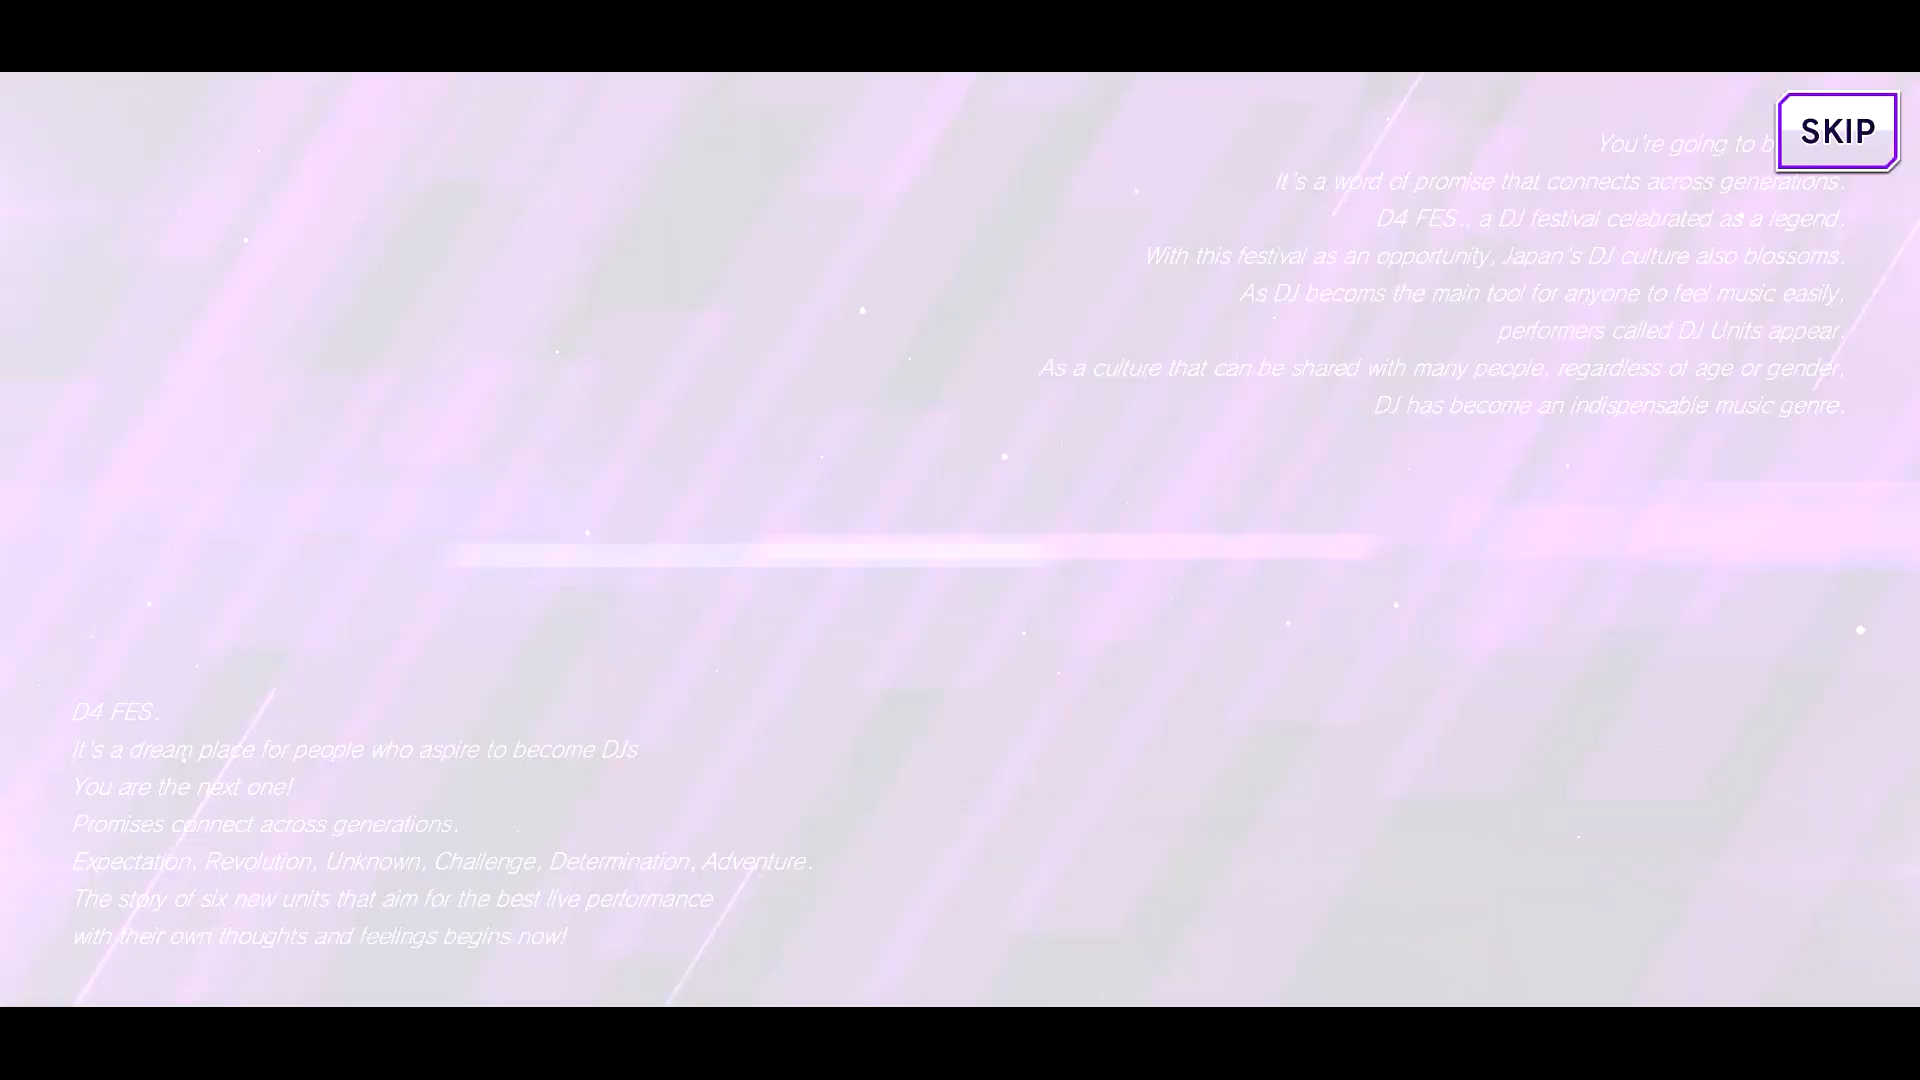 SKIP
You're going to b
It's a word of promise that connects across generations.
D4 FES., a DJ festival celebrated as a legend.
With this festival as an opportunity, Japan's DJ culture also blossoms.
As DJ becoms the main tool for anyone to feel music easily,
performers called DJ Units appear.
As a culture that can be shared with many people, regardless of age or gender,
DJ has become an indispensable music genre.
D4 FES.
It's a dream place for people who aspire to become DJs
You are the next one!
Promises connect across generations.
Expectation, Revolution, Unknown, Challenge, Determination, Adventure.
The story of six new units that aim for the best live performance
with their own thoughts and feelings begins now!